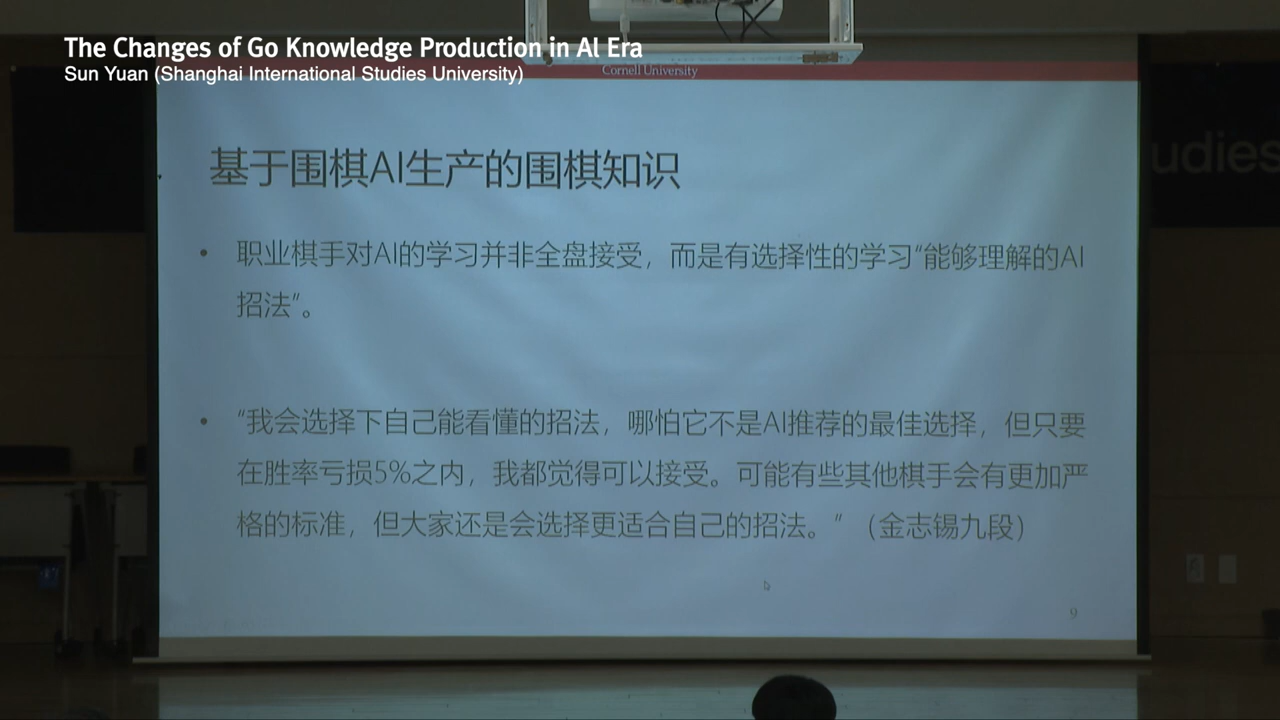 The Changes of Go Knowledge Production in AI Era
Sun Yuan (Shanghai International Studies University)
Cornell University
udies
基于围棋AI生产的围棋知识
• 职业棋手对AI的学习并非全盘接受，而是有选择性的学习“能够理解的AI
招法”。
• “我会选择下自己能看懂的招法，哪怕它不是AI推荐的最佳选择，但只要
在胜率亏损5%之内，我都觉得可以接受。可能有些其他棋手会有更加严
格的标准，但大家还是会选择更适合自己的招法。”（金志锡九段）
9